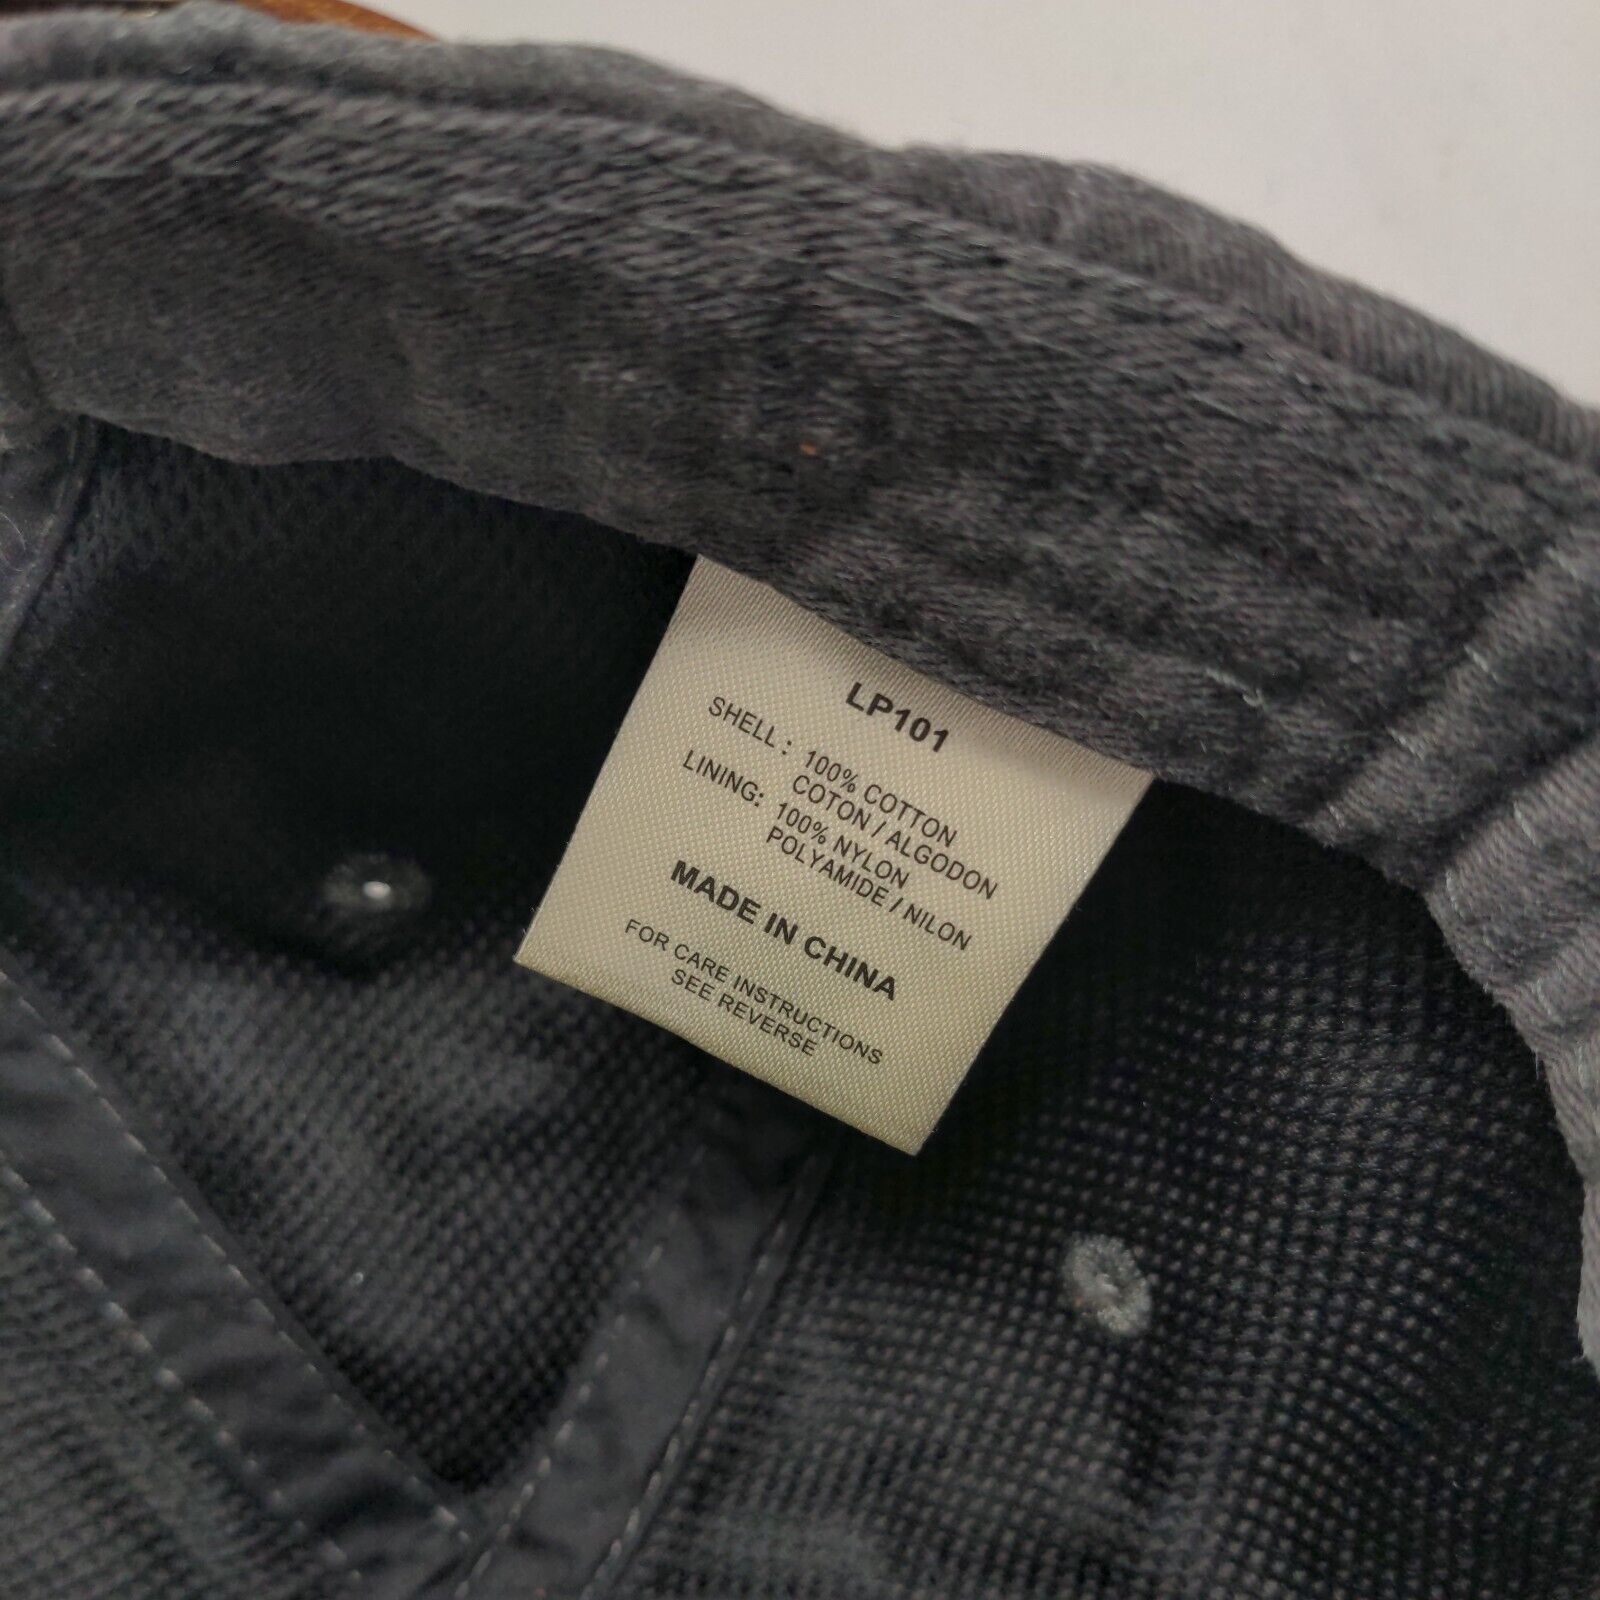 LP101
SHELL : 100% COTTON
COTON / ALGODON
LINING: 100% NYLON
POLYAMIDE / NILON
MADE IN CHINA
FOR CARE INSTRUCTIONS
SEE REVERSE